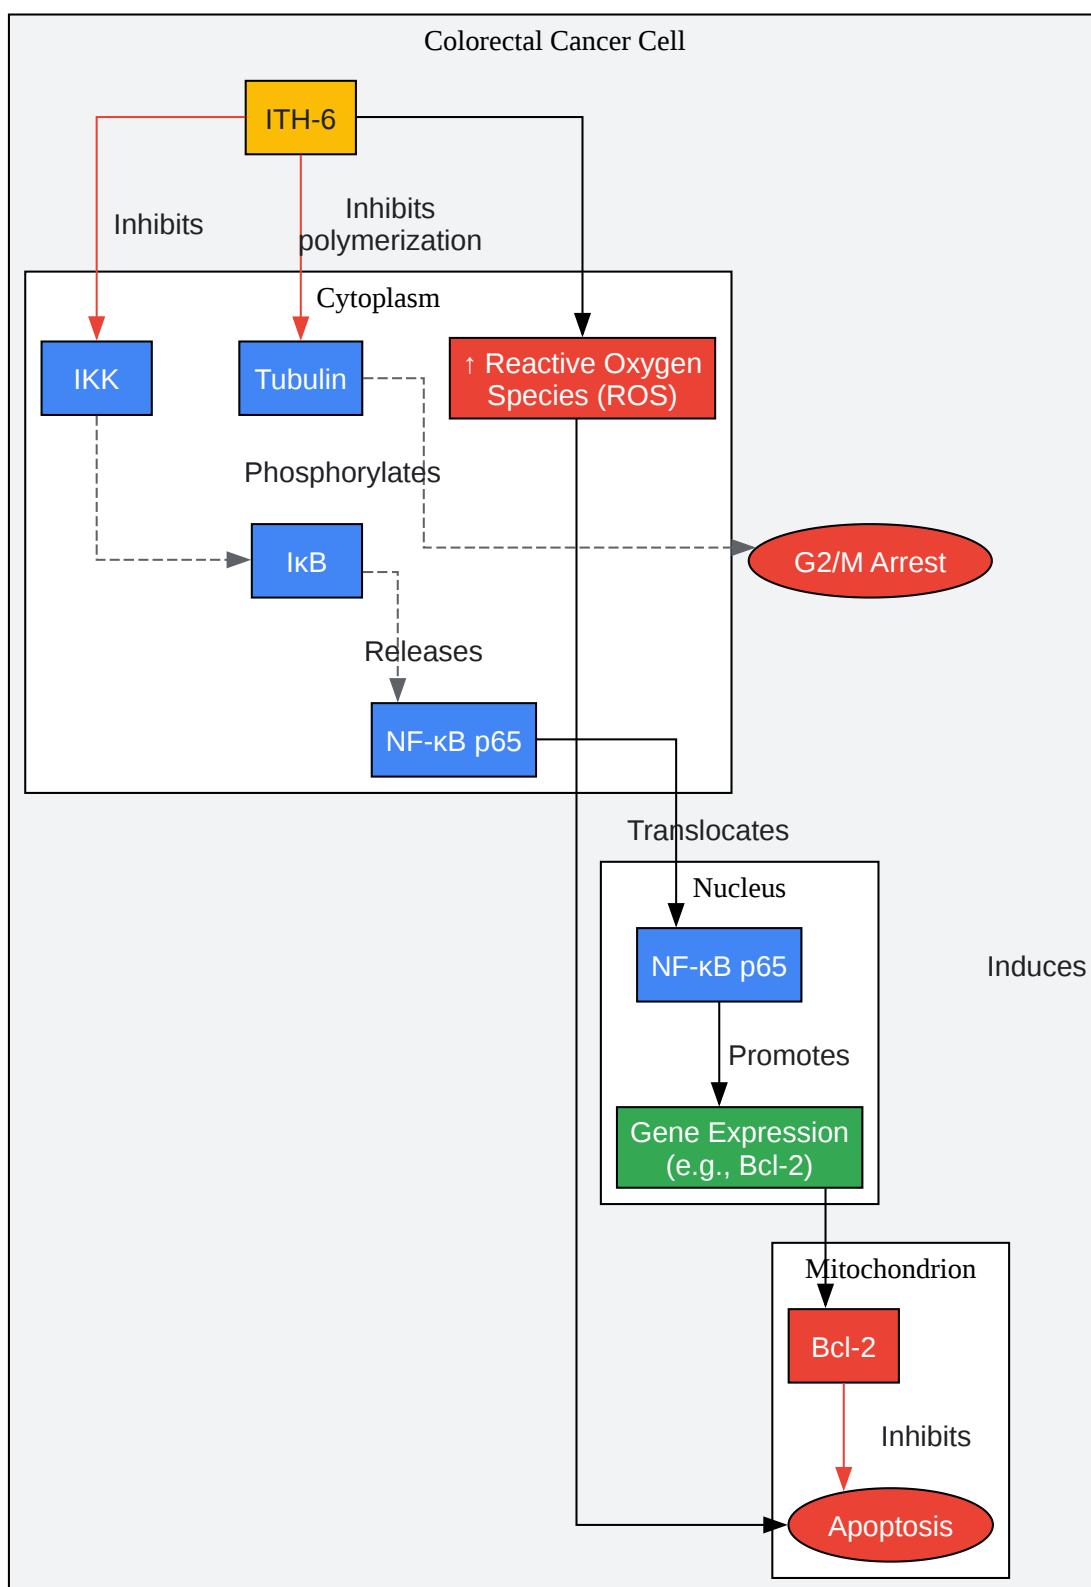 Colorectal Cancer Cell
ITH-6
Inhibits
Inhibits
polymerization
Cytoplasm
IKK
Tubulin
↑ Reactive Oxygen
Species (ROS)
Phosphorylates
IκB
G2/M Arrest
Releases
NF-κB p65
Translocates
Nucleus
NF-κB p65
Induces
Promotes
Gene Expression
(e.g., Bcl-2)
Mitochondrion
Bcl-2
Inhibits
Apoptosis